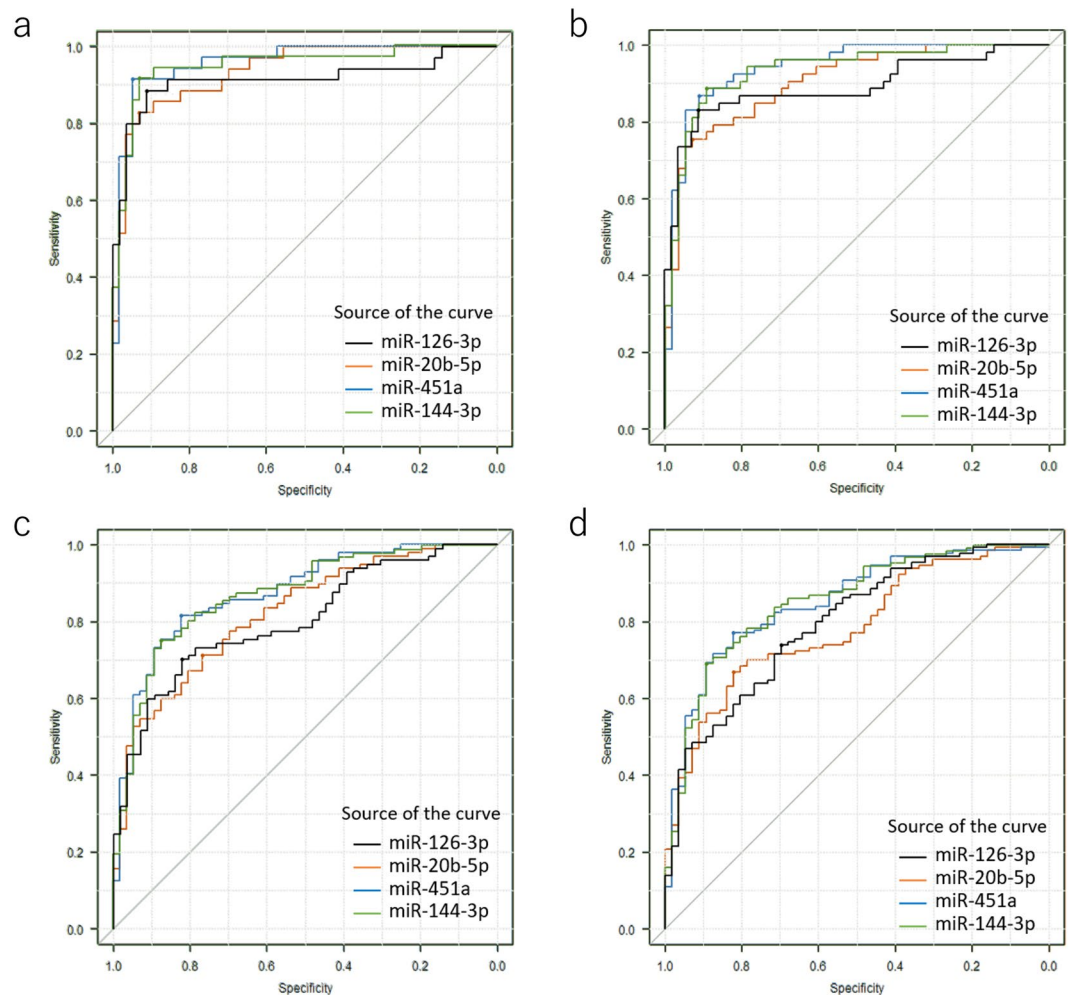 a
1.0
0.8
0.6
0.4
0.2
0.0
Sensitivity
Source of the curve
miR-126-3p
miR-20b-5p
miR-451a
miR-144-3p
1.0 0.8 0.6 0.4 0.2 0.0
Specificity
b
1.0
0.8
0.6
0.4
0.2
0.0
Sensitivity
Source of the curve
miR-126-3p
miR-20b-5p
miR-451a
miR-144-3p
1.0 0.8 0.6 0.4 0.2 0.0
Specificity
c
1.0
0.8
0.6
0.4
0.2
0.0
Sensitivity
Source of the curve
miR-126-3p
miR-20b-5p
miR-451a
miR-144-3p
1.0 0.8 0.6 0.4 0.2 0.0
Specificity
d
1.0
0.8
0.6
0.4
0.2
0.0
Sensitivity
Source of the curve
miR-126-3p
miR-20b-5p
miR-451a
miR-144-3p
1.0 0.8 0.6 0.4 0.2 0.0
Specificity